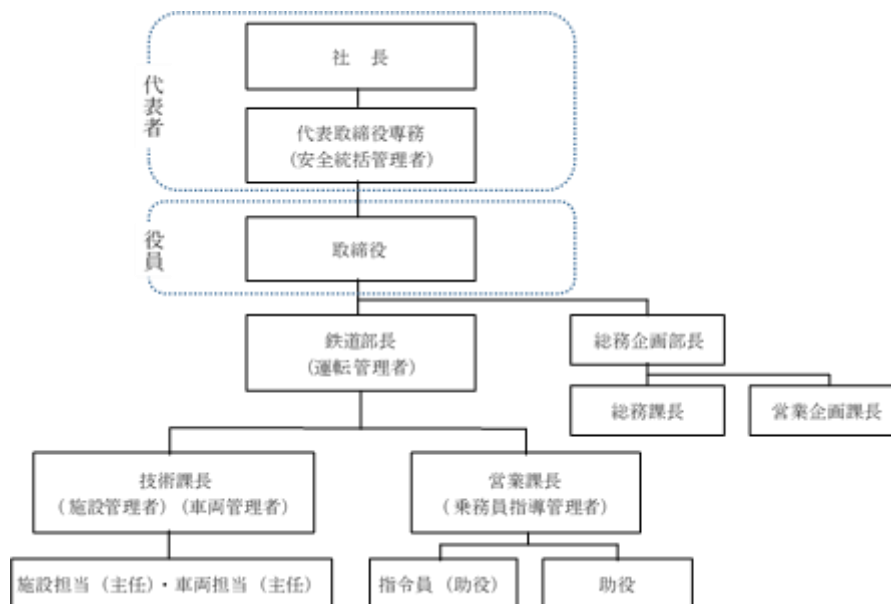 代表者
社 長
代表取締役専務
(安全統括管理者)
役員
取締役
鉄道部長
(運転管理者)
総務企画部長
総務課長
営業企画課長
技術課長
(施設管理者) (車両管理者)
営業課長
(乗務員指導管理者)
施設担当 (主任)・車両担当 (主任)
指令員 (助役)
助役